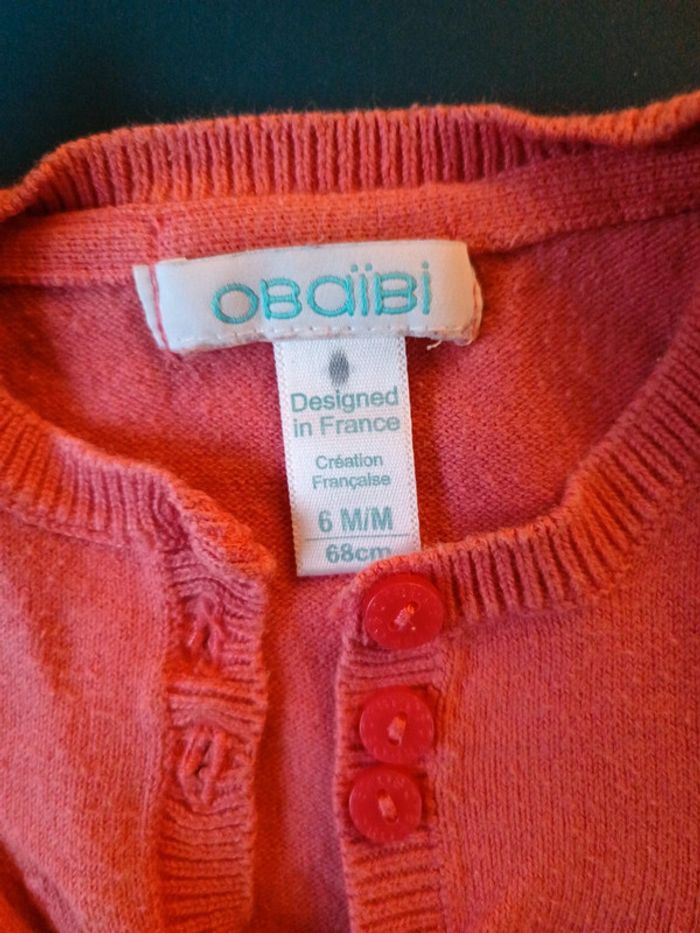 OBaïBi
Designed
in France
Création
Française
6 M/M
68cm